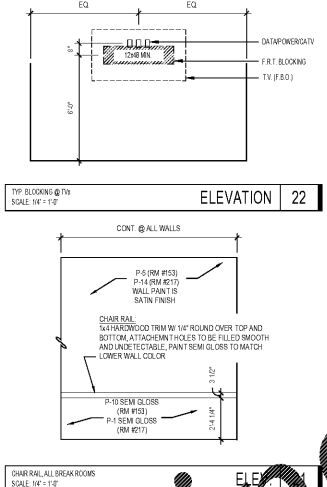 EQ. EQ.
DATA/POWER/CATV
8"
12x48 MIN.
F.R.T. BLOCKING
T.V. (F.B.O.)
6'-0"
TYP. BLOCKING @ TVs
SCALE: 1/4" = 1'-0"
ELEVATION 22
CONT. @ ALL WALLS
P-5 (RM #153)
P-14 (RM #217)
WALL PAINT IS
SATIN FINISH
CHAIR RAIL:
1x4 HARDWOOD TRIM W/ 1/4" ROUND OVER TOP AND
BOTTOM, ATTACHEMNT HOLES TO BE FILLED SMOOTH
AND UNDETECTABLE, PAINT SEMI GLOSS TO MATCH
LOWER WALL COLOR
3 1/2"
P-10 SEMI GLOSS
(RM #153)
P-1 SEMI GLOSS
(RM #217)
2'-4 1/4"
CHAIR RAIL, ALL BREAK ROOMS
SCALE: 1/4" = 1'-0"